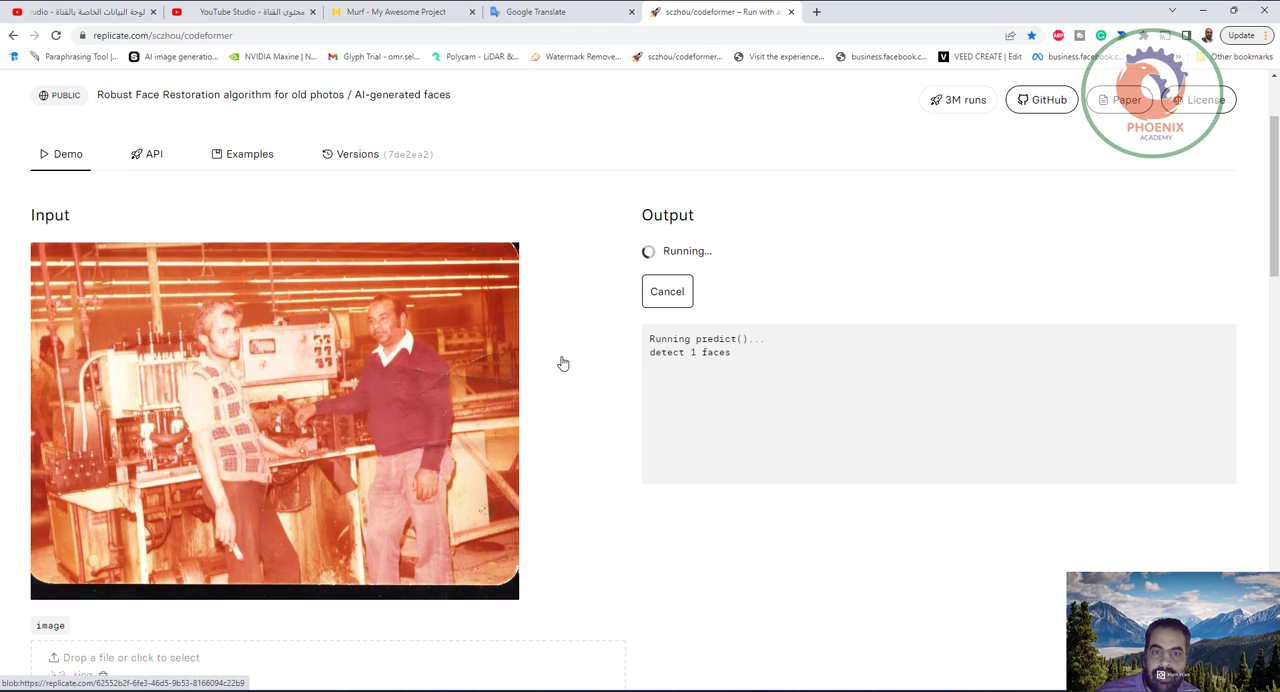 لوحة البيانات الخاصة بالقناة - studio
YouTube Studio - محتوى القناة
Murf - My Awesome Project
Google Translate
sczhou/codeformer – Run with a
replicate.com/sczhou/codeformer
Update
Paraphrasing Tool |...
AI image generatio...
NVIDIA Maxine | N...
Glyph Trial - omr.sel...
Polycam - LiDAR &...
Watermark Remove...
sczhou/codeformer...
Visit the experience...
business.facebook.c...
VEED CREATE | Edit
business.facebook.c...
»
Other bookmarks
PUBLIC
Robust Face Restoration algorithm for old photos / AI-generated faces
3M runs
GitHub
Paper
License
PHOENIX
ACADEMY
Demo
API
Examples
Versions (7de2ea2)
Input
Output
Running...
Cancel
Running predict()...
detect 1 faces
image
Drop a file or click to select
blob:https://replicate.com/62552b2f-6fe3-46d5-9b53-8166094c22b9